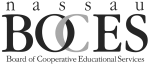 nassau
BOCES
Board of Cooperative Educational Services